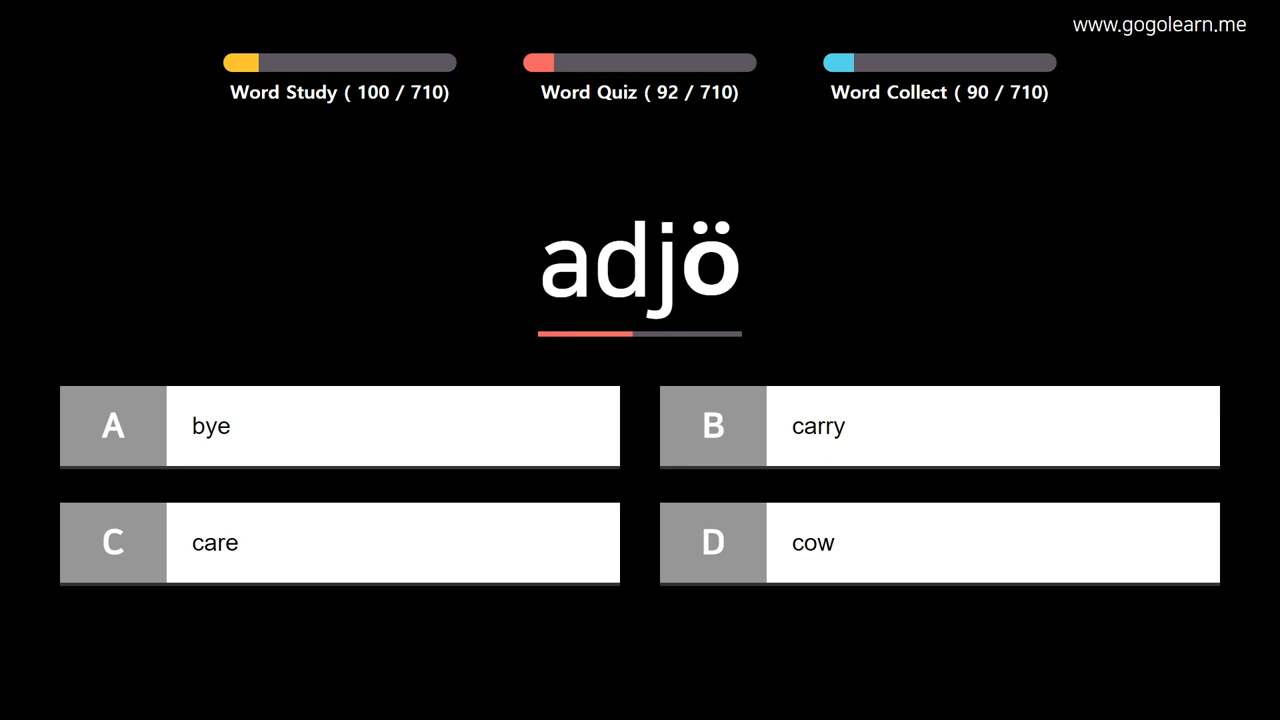 www.gogolearn.me
Word Study ( 100 / 710)
Word Quiz ( 92 / 710)
Word Collect ( 90 / 710)
adjö
A bye
B carry
C care
D cow